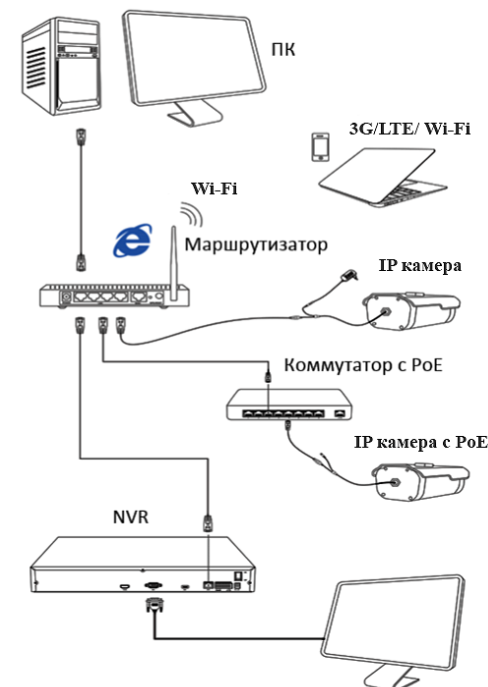 ПК
3G/LTE/ Wi-Fi
Wi-Fi
Маршрутизатор
IP камера
Коммутатор с PoE
IP камера с PoE
NVR